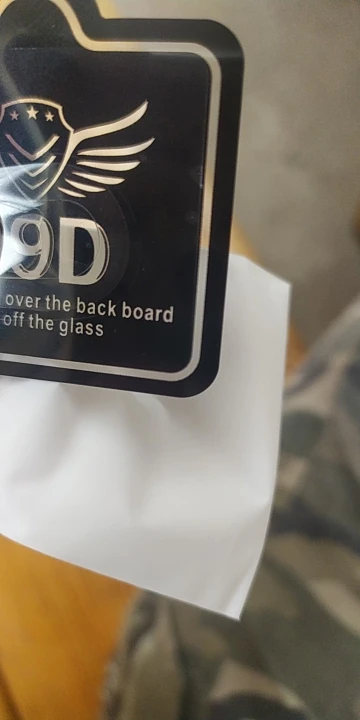 9D
over the back board
off the glass